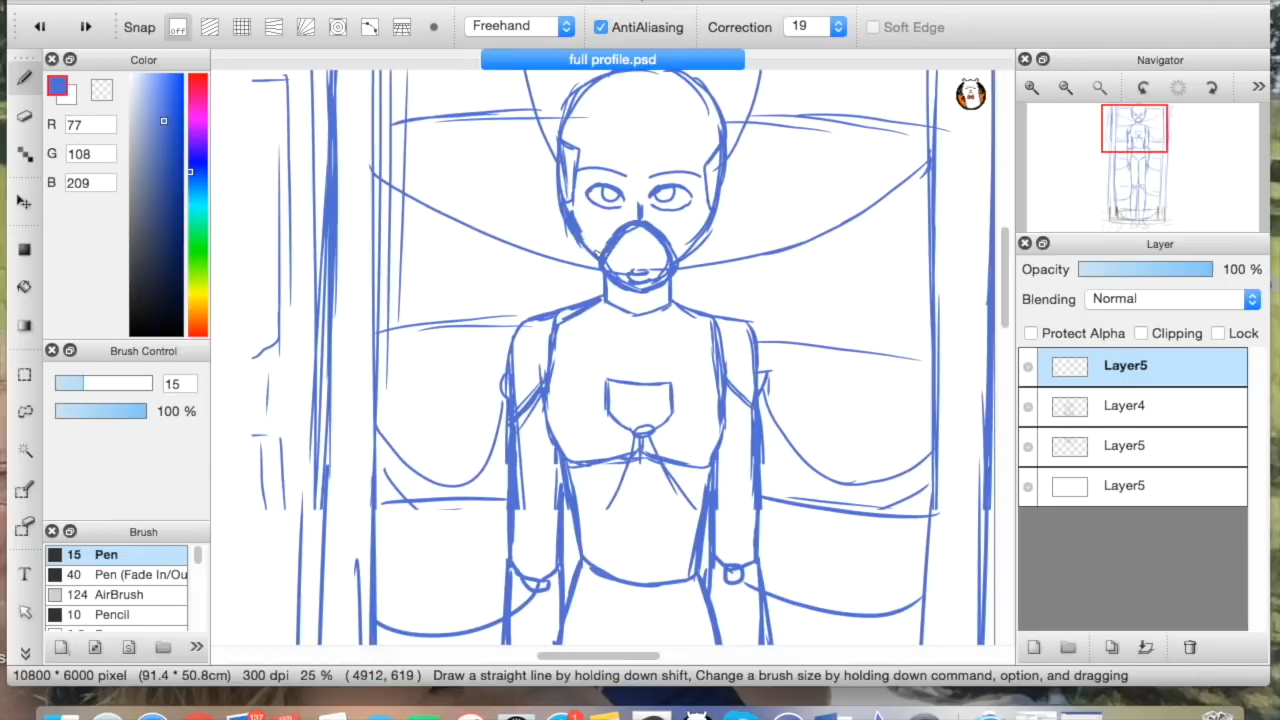 Snap off Freehand AntiAliasing Correction 19 Soft Edge
full profile.psd
Color
R 77
G 108
B 209
Brush Control
15
100 %
Brush
15 Pen
40 Pen (Fade In/Ou
124 AirBrush
10 Pencil
T
Navigator
Layer
Opacity 100 %
Blending Normal
Protect Alpha Clipping Lock
Layer5
Layer4
Layer5
Layer5
10800 * 6000 pixel (91.4 * 50.8cm) 300 dpi 25 % ( 4912, 619 ) Draw a straight line by holding down shift, Change a brush size by holding down command, option, and dragging
137
1